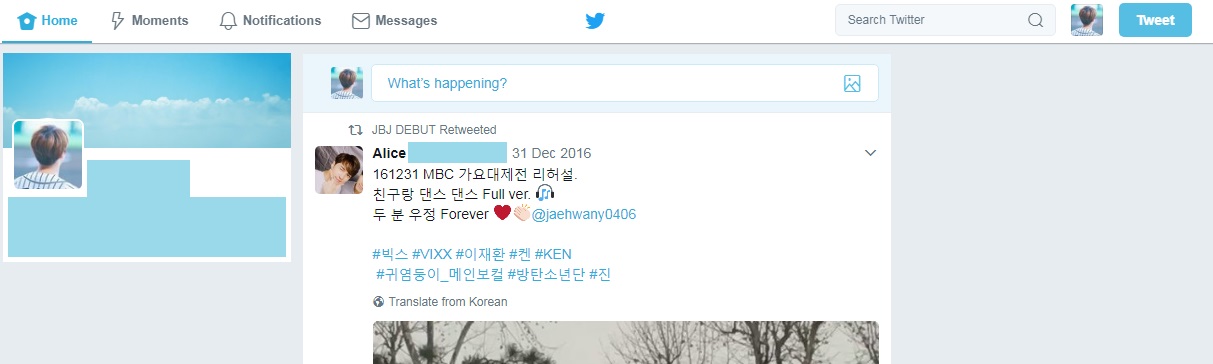 Home Moments Notifications Messages Search Twitter Tweet
What's happening?
JBJ DEBUT Retweeted
Alice 31 Dec 2016
161231 MBC 가요대제전 리허설.
친구랑 댄스 댄스 Full ver.
두 분 우정 Forever ❤️👏🏻@jaehwany0406
#빅스 #VIXX #이재환 #켄 #KEN
#귀염둥이_메인보컬 #방탄소년단 #진
Translate from Korean